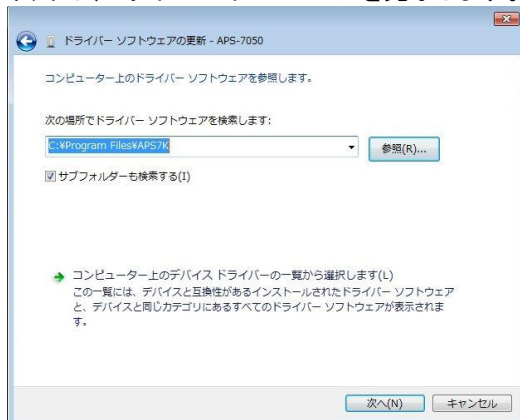 ドライバー ソフトウェアの更新 - APS-7050
コンピューター上のドライバー ソフトウェアを参照します。
次の場所でドライバー ソフトウェアを検索します:
C:¥Program Files¥APS7K
参照(R)...
サブフォルダーも検索する(I)
コンピューター上のデバイス ドライバーの一覧から選択します(L)
この一覧には、デバイスと互換性があるインストールされたドライバー ソフトウェア
と、デバイスと同じカテゴリにあるすべてのドライバー ソフトウェアが表示されま
す。
次へ(N)
キャンセル